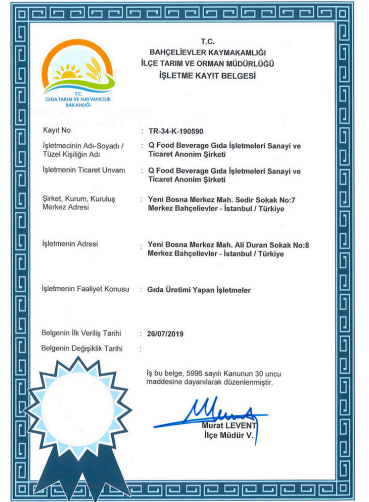 T.C.
BAHÇELİEVLER KAYMAKAMLIĞI
İLÇE TARIM VE ORMAN MÜDÜRLÜĞÜ
İŞLETME KAYIT BELGESİ
T.C.
GIDA TARIM VE HAYVANCILIK
BAKANLIĞI
Kayıt No : TR-34-K-190590
İşletmecinin Adı-Soyadı / : Q Food Beverage Gıda İşletmeleri Sanayi ve
Tüzel Kişiliğin Adı Ticaret Anonim Şirketi
İşletmenin Ticaret Unvanı : Q Food Beverage Gıda İşletmeleri Sanayi ve
Ticaret Anonim Şirketi
Şirket, Kurum, Kuruluş : Yeni Bosna Merkez Mah. Sedir Sokak No:7
Merkez Adresi Merkez Bahçelievler - İstanbul / Türkiye
İşletmenin Adresi : Yeni Bosna Merkez Mah. Ali Duran Sokak No:8
Merkez Bahçelievler - İstanbul / Türkiye
İşletmenin Faaliyet Konusu : Gıda Üretimi Yapan İşletmeler
Belgenin İlk Veriliş Tarihi : 26/07/2019
Belgenin Değişiklik Tarihi :
İş bu belge, 5996 sayılı Kanunun 30 uncu
maddesine dayanılarak düzenlenmiştir.
Murat LEVENT
İlçe Müdür V.